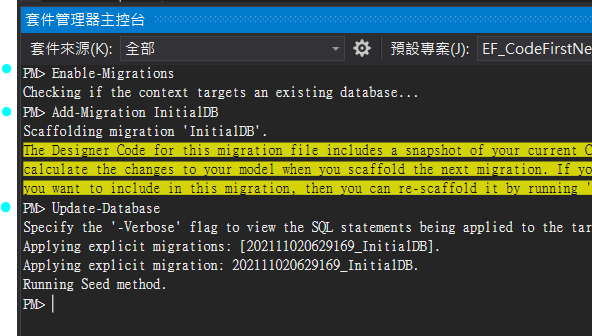 套件管理器主控台
套件來源(K): 全部 預設專案(J): EF_CodeFirstNe
PM> Enable-Migrations
Checking if the context targets an existing database...
PM> Add-Migration InitialDB
Scaffolding migration 'InitialDB'.
The Designer Code for this migration file includes a snapshot of your current C
calculate the changes to your model when you scaffold the next migration. If yo
you want to include in this migration, then you can re-scaffold it by running '
PM> Update-Database
Specify the '-Verbose' flag to view the SQL statements being applied to the tar
Applying explicit migrations: [202111020629169_InitialDB].
Applying explicit migration: 202111020629169_InitialDB.
Running Seed method.
PM>